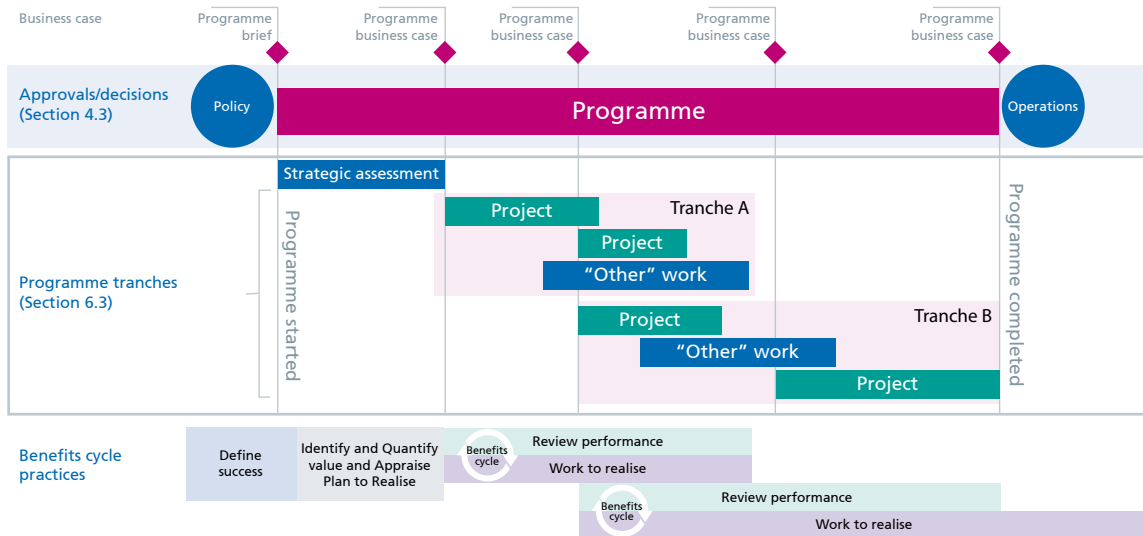 Business case
Programme
brief
Programme
business case
Programme
business case
Programme
business case
Programme
business case
Approvals/decisions
(Section 4.3)
Policy
Programme
Operations
Strategic assessment
Project
Tranche A
Project
"Other" work
Programme tranches
(Section 6.3)
Programme started
Project
Tranche B
"Other" work
Project
Programme completed
Benefits cycle
practices
Define
success
Identify and Quantify
value and Appraise
Plan to Realise
Benefits
cycle
Review performance
Work to realise
Benefits
cycle
Review performance
Work to realise